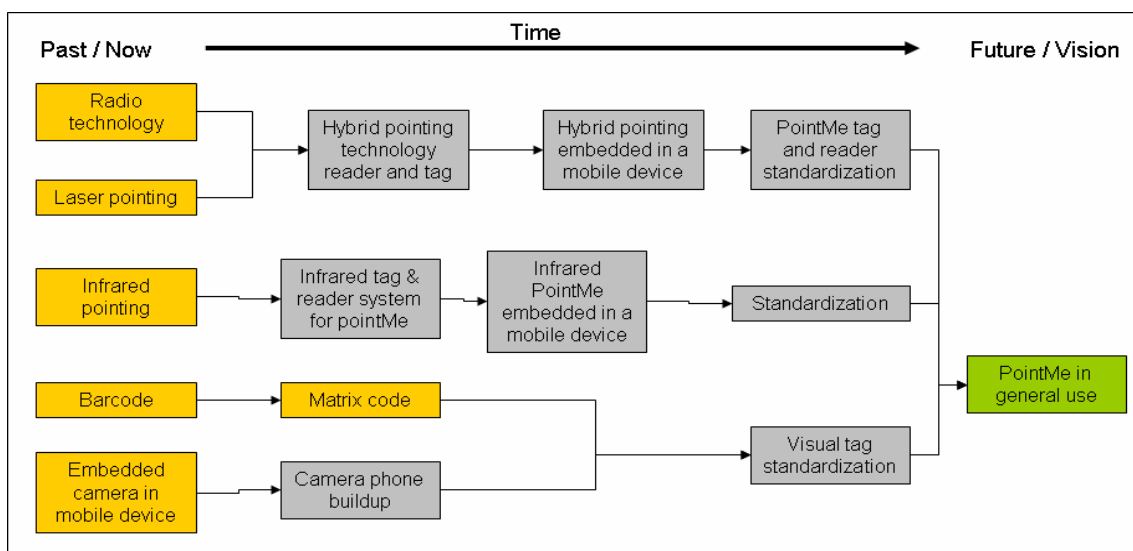 Time
Past / Now
Future / Vision
Radio
technology
Laser pointing
Hybrid pointing
technology
reader and tag
Hybrid pointing
embedded in a
mobile device
PointMe tag
and reader
standardization
Infrared
pointing
Infrared tag &
reader system
for pointMe
Infrared
PointMe
embedded in a
mobile device
Standardization
Barcode
Matrix code
PointMe in
general use
Embedded
camera in
mobile device
Camera phone
buildup
Visual tag
standardization